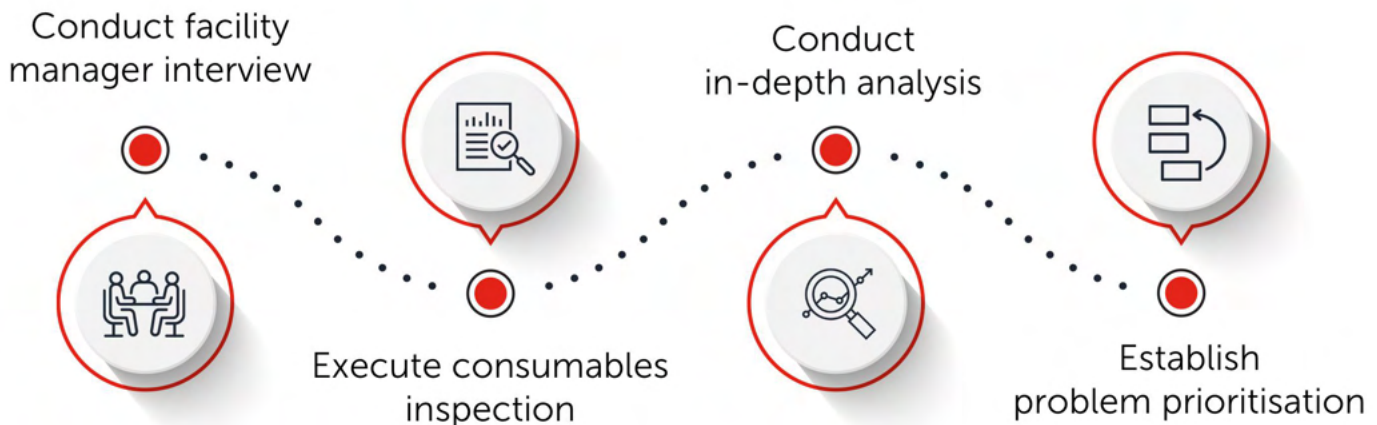 Conduct facility
manager interview
Execute consumables
inspection
Conduct
in-depth analysis
Establish
problem prioritisation